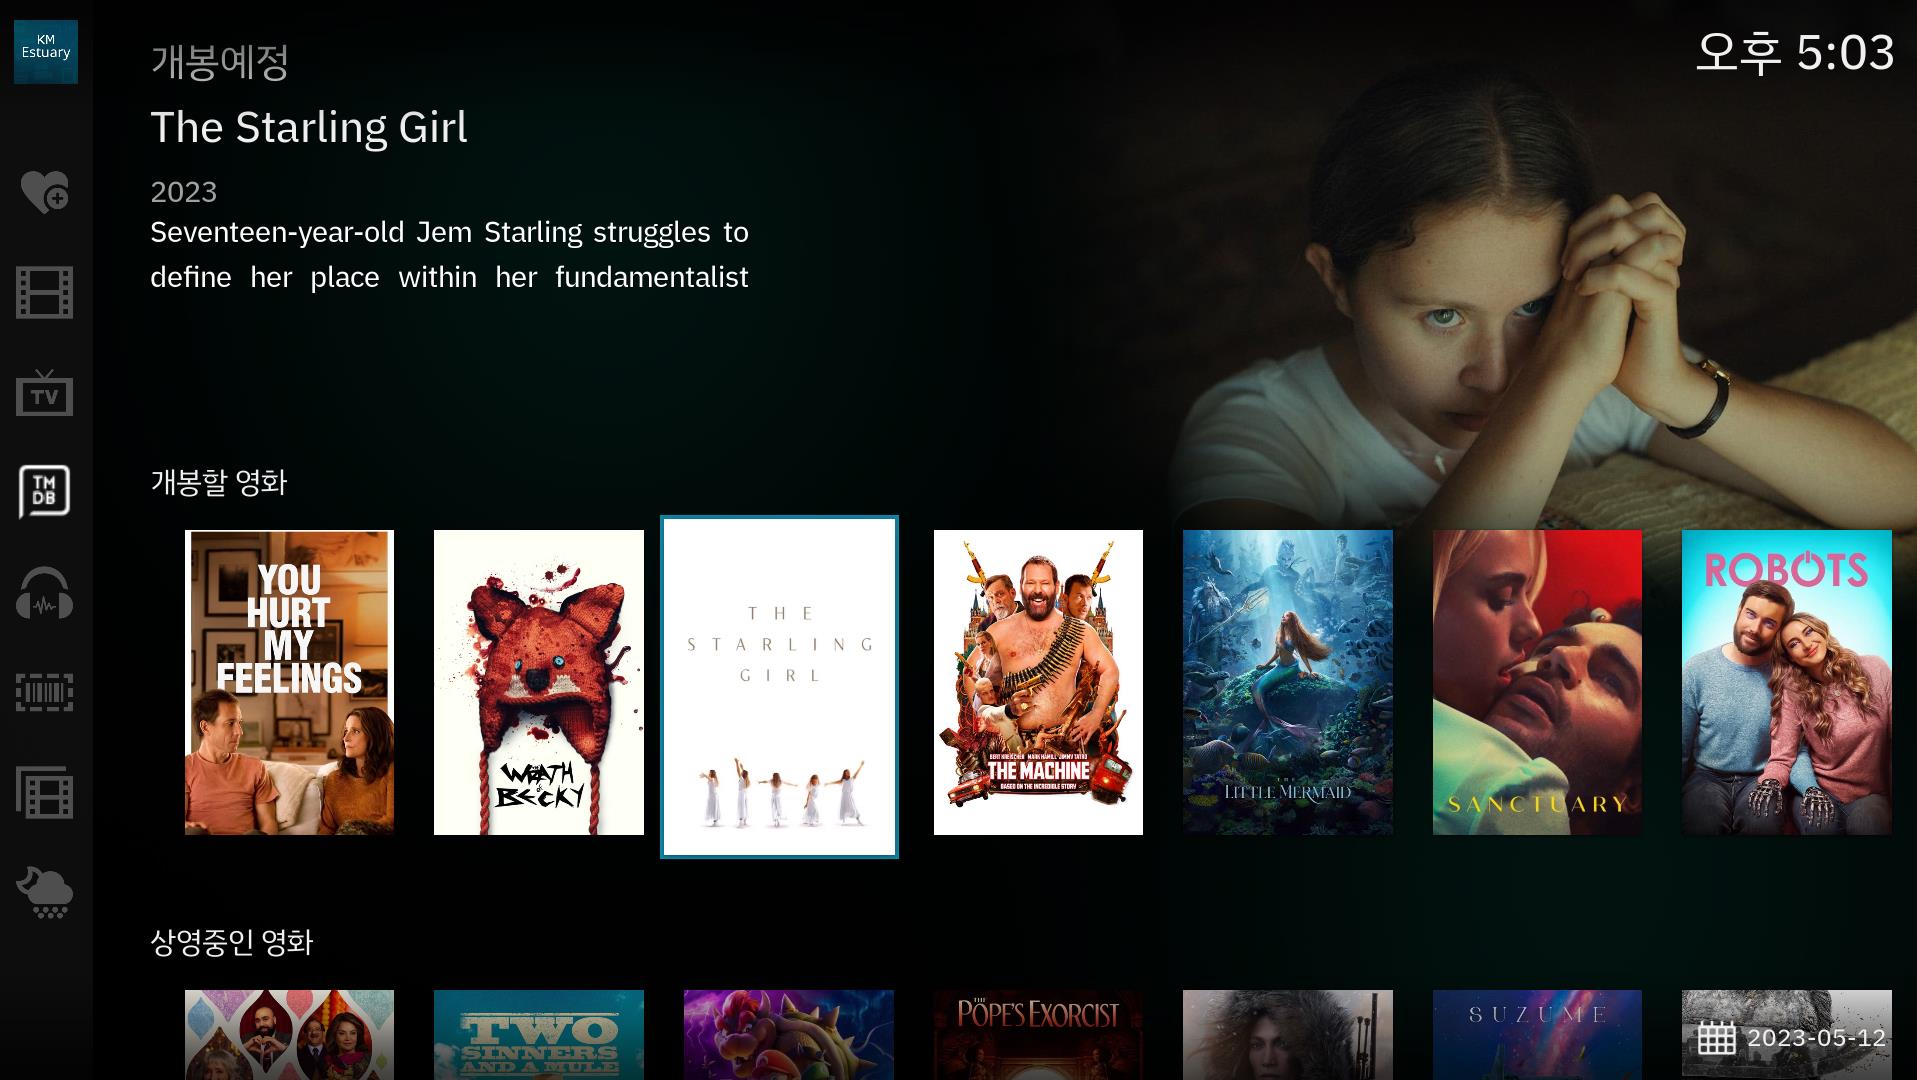 KM
Estuary
오후 5:03
개봉예정
The Starling Girl
2023
Seventeen-year-old Jem Starling struggles to
define her place within her fundamentalist
TV
TM
DB
개봉할 영화
YOU
HURT
MY
FEELINGS
WRATH
OF
BECKY
THE
STARLING
GIRL
BERT KREISCHER MARK HAMILL JIMMY TATRO
THE MACHINE
BASED ON THE INCREDIBLE STORY
THE
LITTLE MERMAID
SANCTUARY
ROBOTS
상영중인 영화
TWO
SINNERS
AND A MULE
THE
POPE'S EXORCIST
SUZUME
2023-05-12